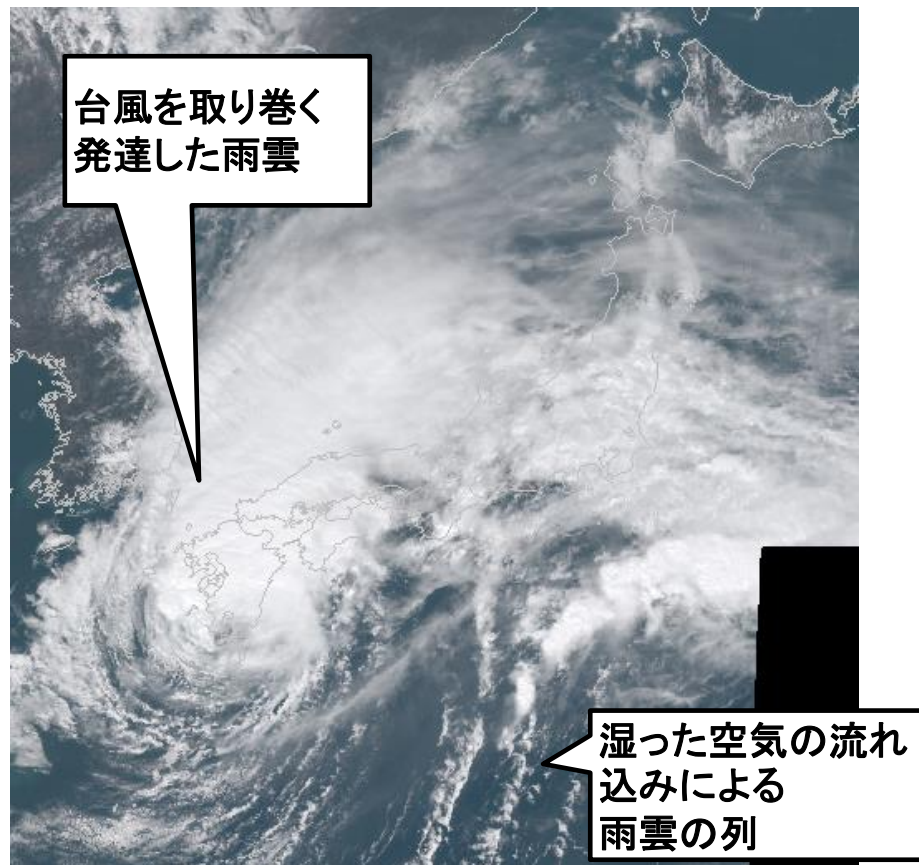 台風を取り巻く
発達した雨雲
湿った空気の流れ
込みによる
雨雲の列